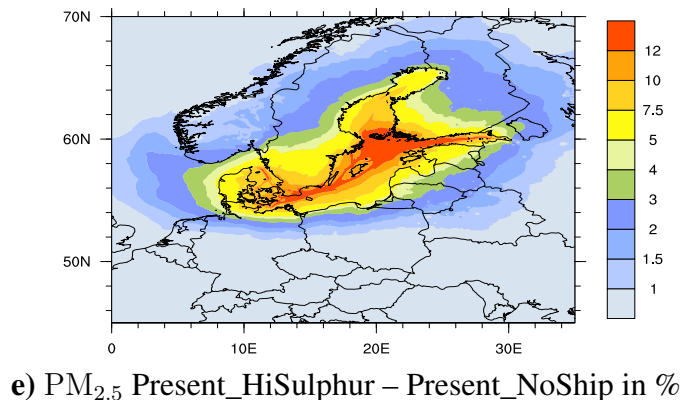 70N
60N
50N
0
10E
20E
30E
12
10
7.5
5
4
3
2
1.5
1
e) PM2.5 Present_HiSulphur – Present_NoShip in %